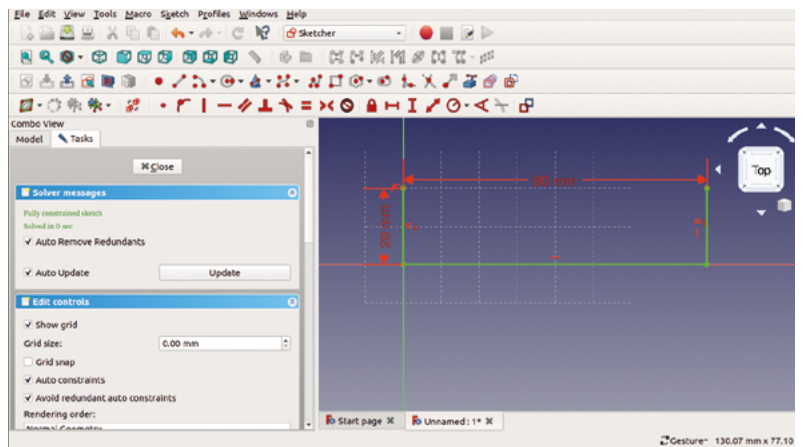 File Edit View Tools Macro Sketch Profiles Windows Help
Sketcher
Combo View
Model Tasks
Close
Solver messages
Fully constrained sketch
Solved in 0 sec
Auto Remove Redundants
Auto Update Update
Edit controls
Show grid
Grid size: 0.00 mm
Grid snap
Auto constraints
Avoid redundant auto constraints
Rendering order:
Normal Geometry
20 mm
Top
Start page Unnamed : 1*
Gesture 130.07 mm x 77.10